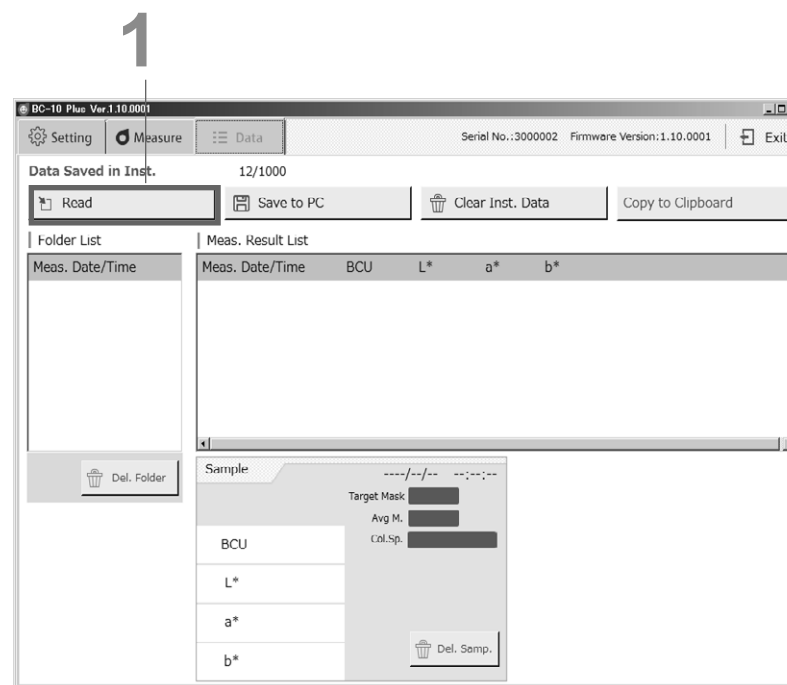 1
BC-10 Plus Ver.1.10.0001
Setting Measure Data Serial No.:3000002 Firmware Version:1.10.0001 Exit
Data Saved in Inst. 12/1000
Read Save to PC Clear Inst. Data Copy to Clipboard
Folder List Meas. Result List
Meas. Date/Time Meas. Date/Time BCU L* a* b*
Del. Folder
Sample ----/--/-- --:--:--
Target Mask
Avg M.
Col.Sp.
BCU
L*
a*
b*
Del. Samp.